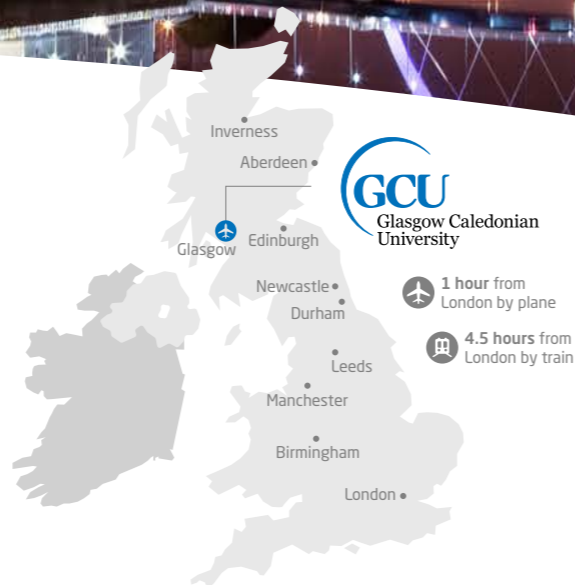 Inverness
Aberdeen
GCU
Glasgow Caledonian
University
Glasgow
Edinburgh
Newcastle
Durham
1 hour from
London by plane
4.5 hours from
London by train
Leeds
Manchester
Birmingham
London